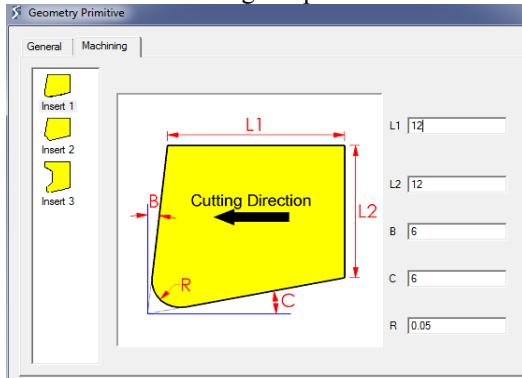 Geometry Primitive
General
Machining
Insert 1
Insert 2
Insert 3
L1
B
Cutting Direction
L2
R
C
L1 12
L2 12
B 6
C 6
R 0.05